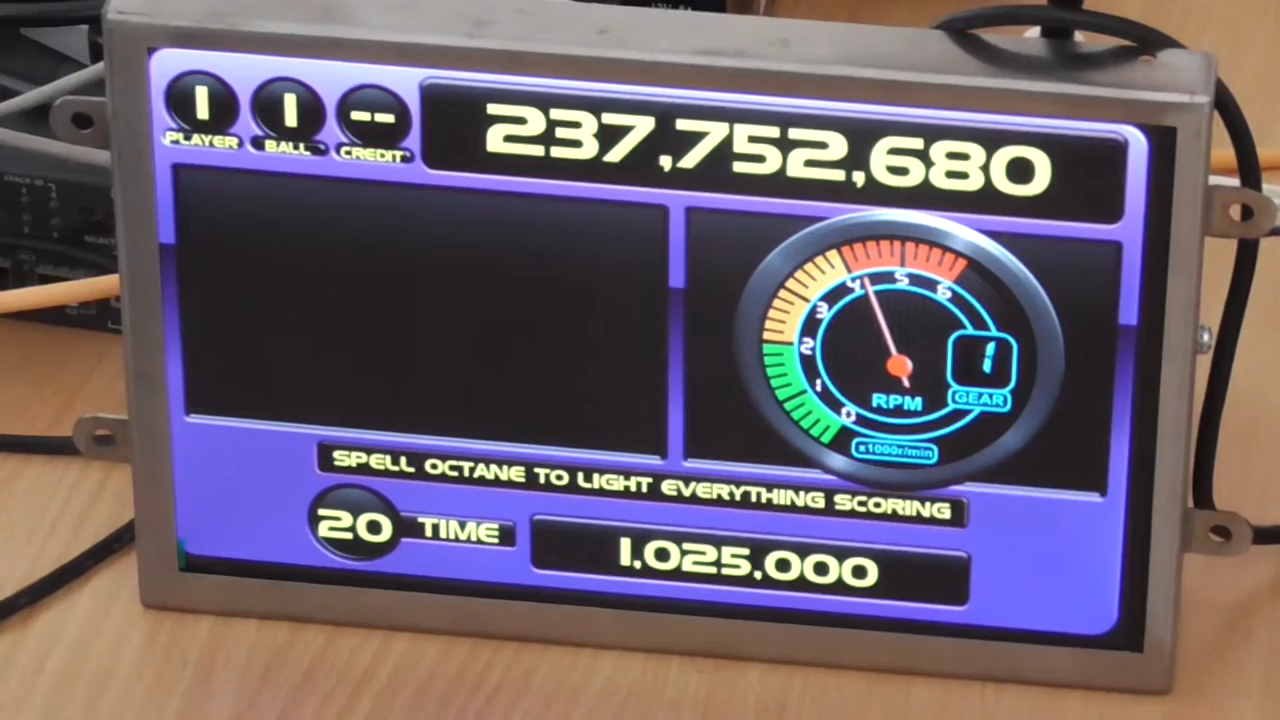 1 PLAYER
1 BALL
-- CREDIT
237,752,680
0 1 2 3 4 5 6
1
GEAR
RPM
x1000r/min
SPELL OCTANE TO LIGHT EVERYTHING SCORING
20 TIME
1,025,000